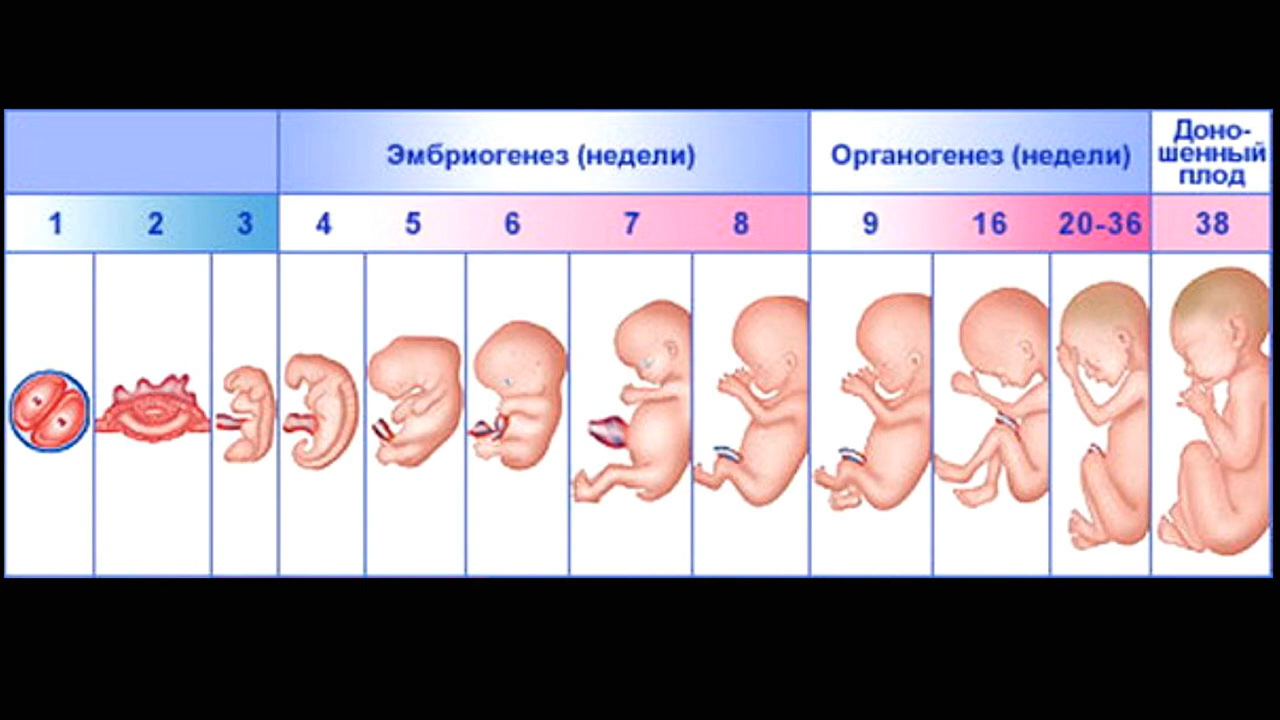 Эмбриогенез (недели)
Органогенез (недели)
Доно-
шенный
плод
1 2 3 4 5 6 7 8 9 16 20-36 38